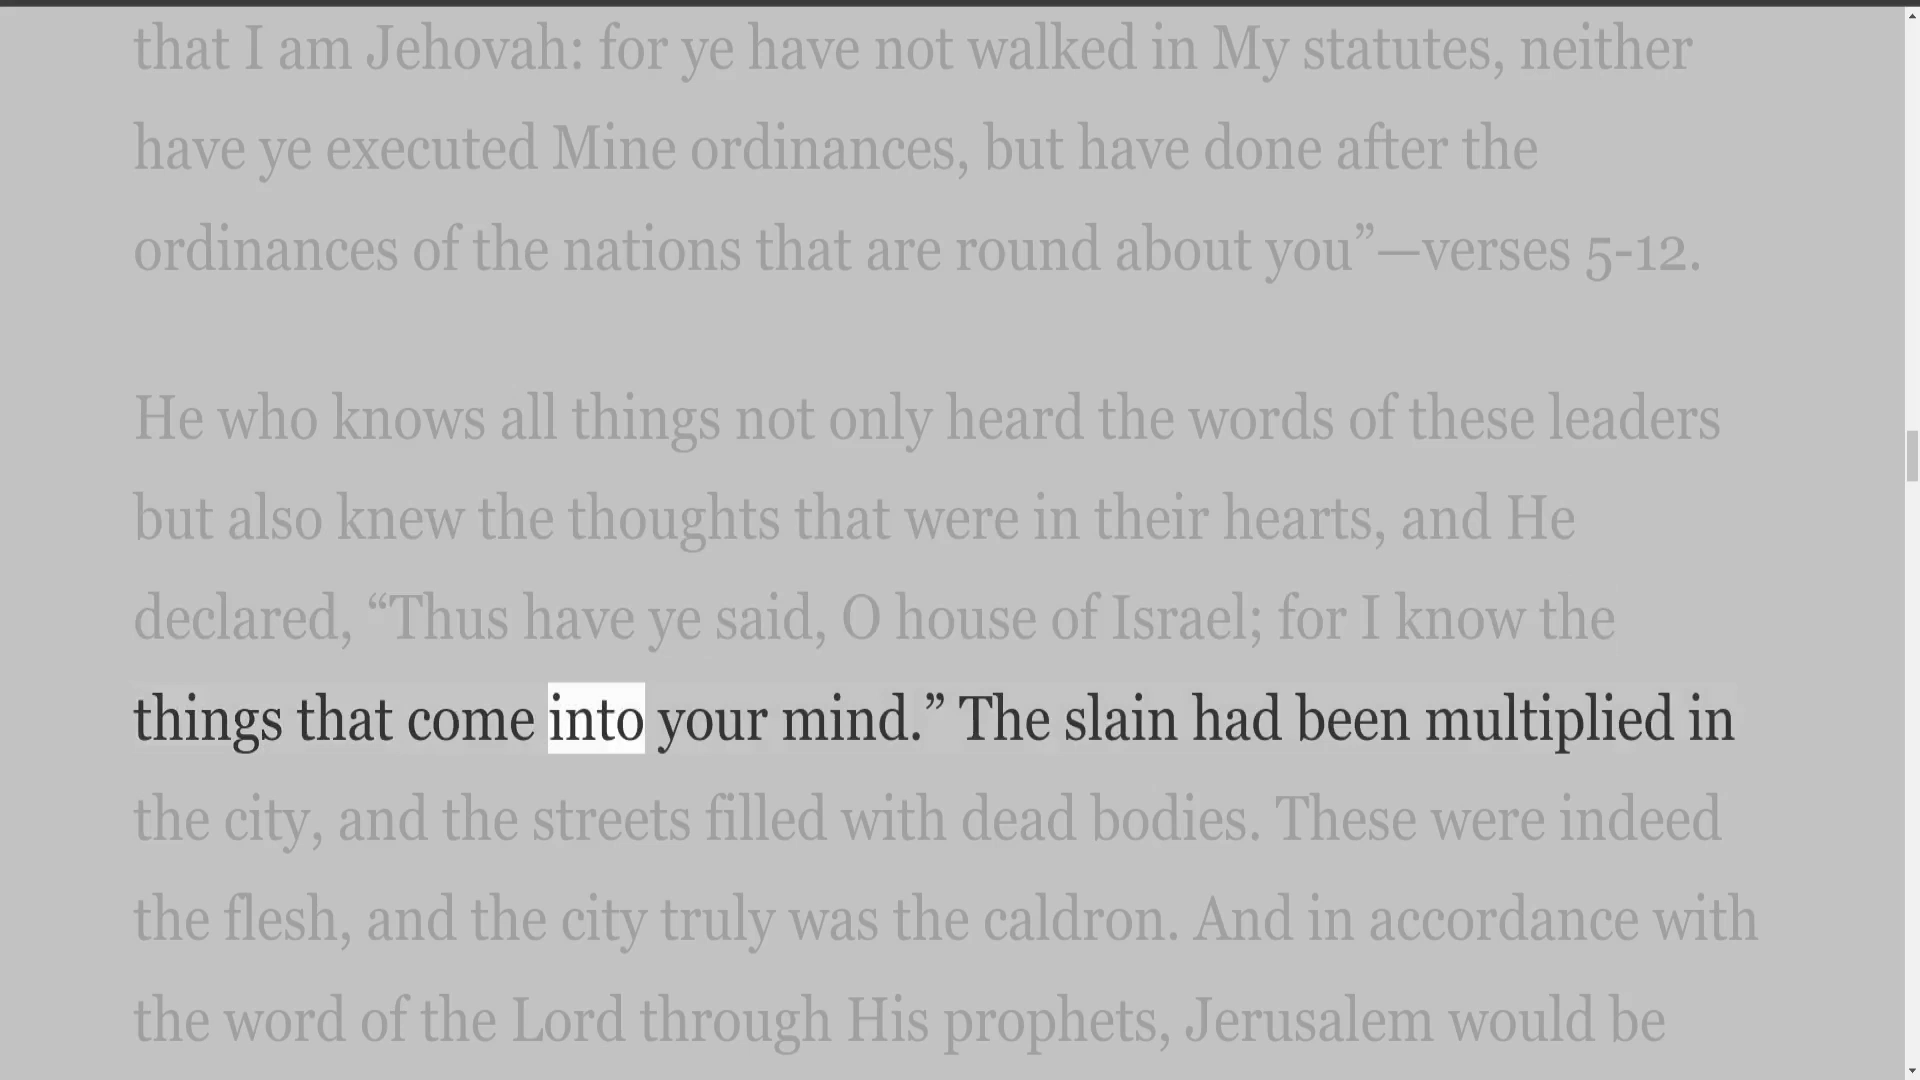 that I am Jehovah: for ye have not walked in My statutes, neither
have ye executed Mine ordinances, but have done after the
ordinances of the nations that are round about you”—verses 5-12.
He who knows all things not only heard the words of these leaders
but also knew the thoughts that were in their hearts, and He
declared, “Thus have ye said, O house of Israel; for I know the
things that come into your mind.” The slain had been multiplied in
the city, and the streets filled with dead bodies. These were indeed
the flesh, and the city truly was the caldron. And in accordance with
the word of the Lord through His prophets, Jerusalem would be